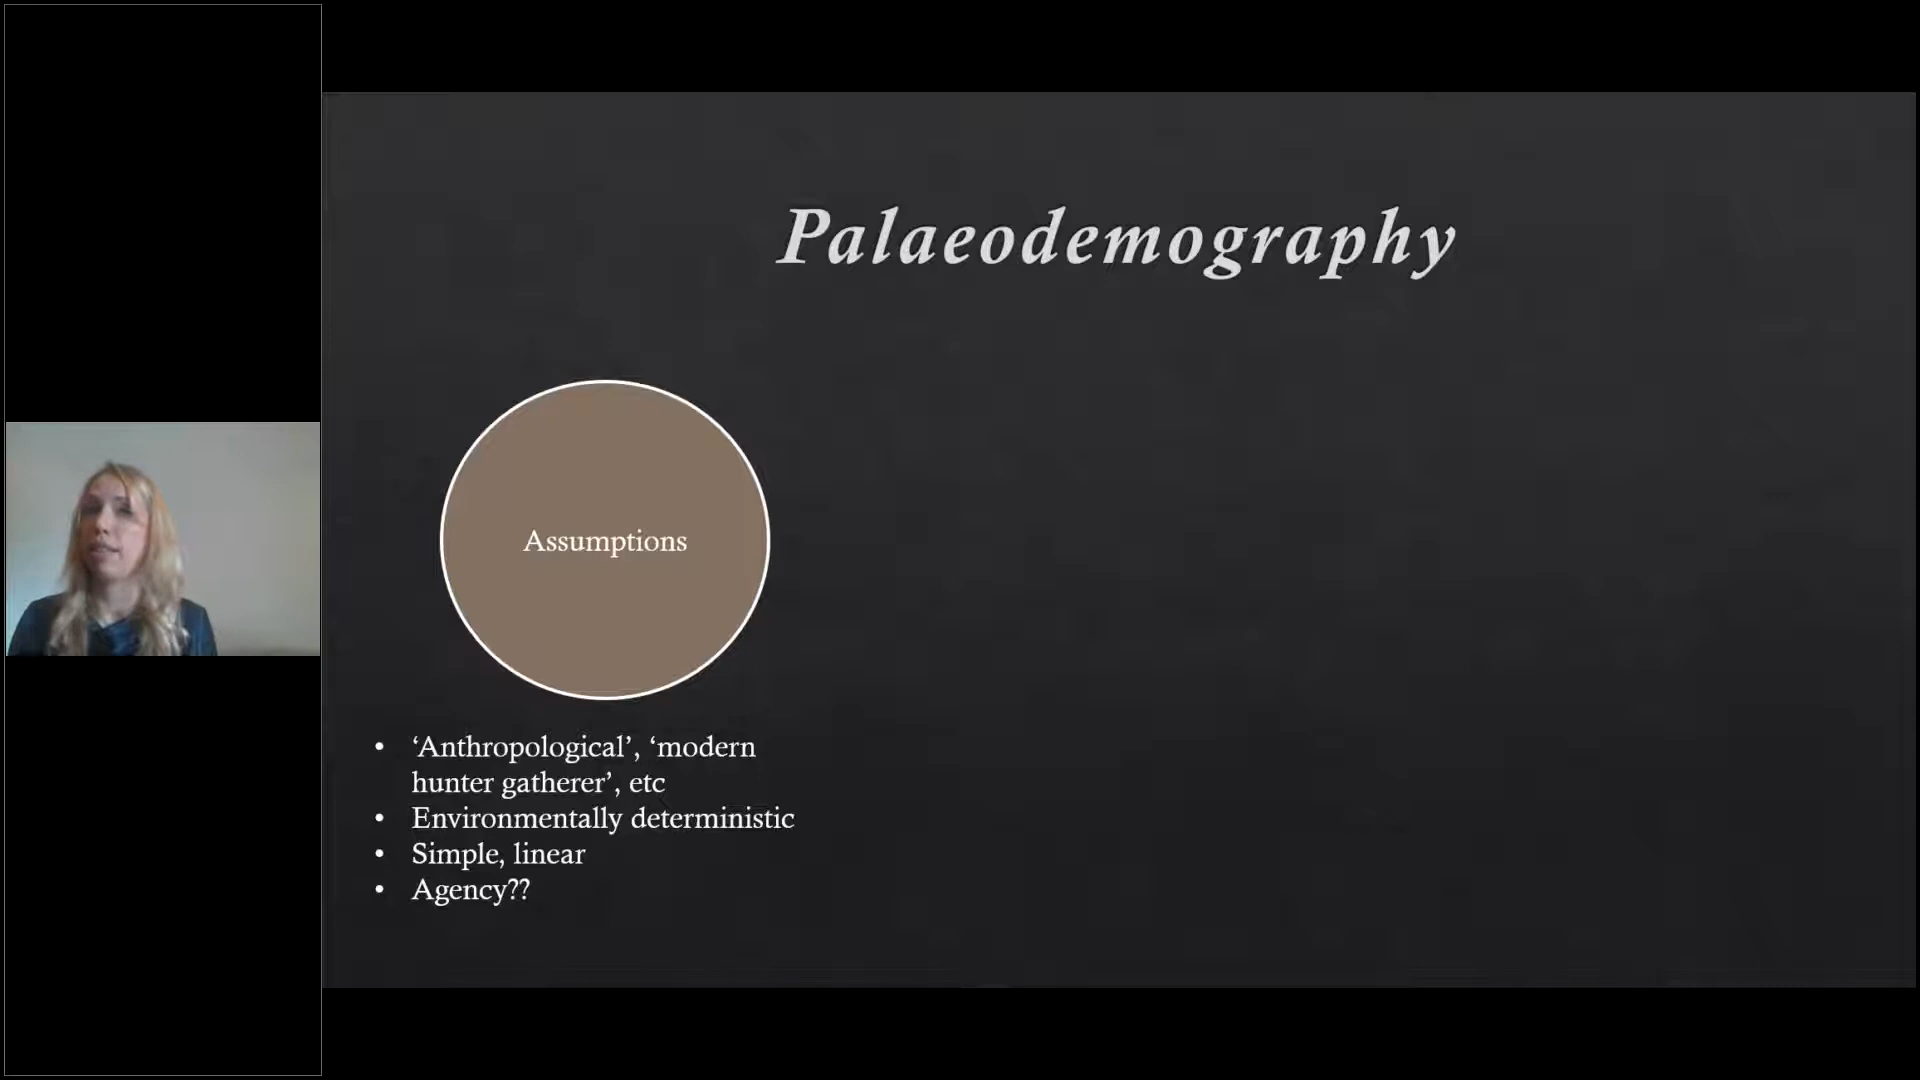 Palaeodemography
Assumptions
• ‘Anthropological’, ‘modern
hunter gatherer’, etc
• Environmentally deterministic
• Simple, linear
• Agency??